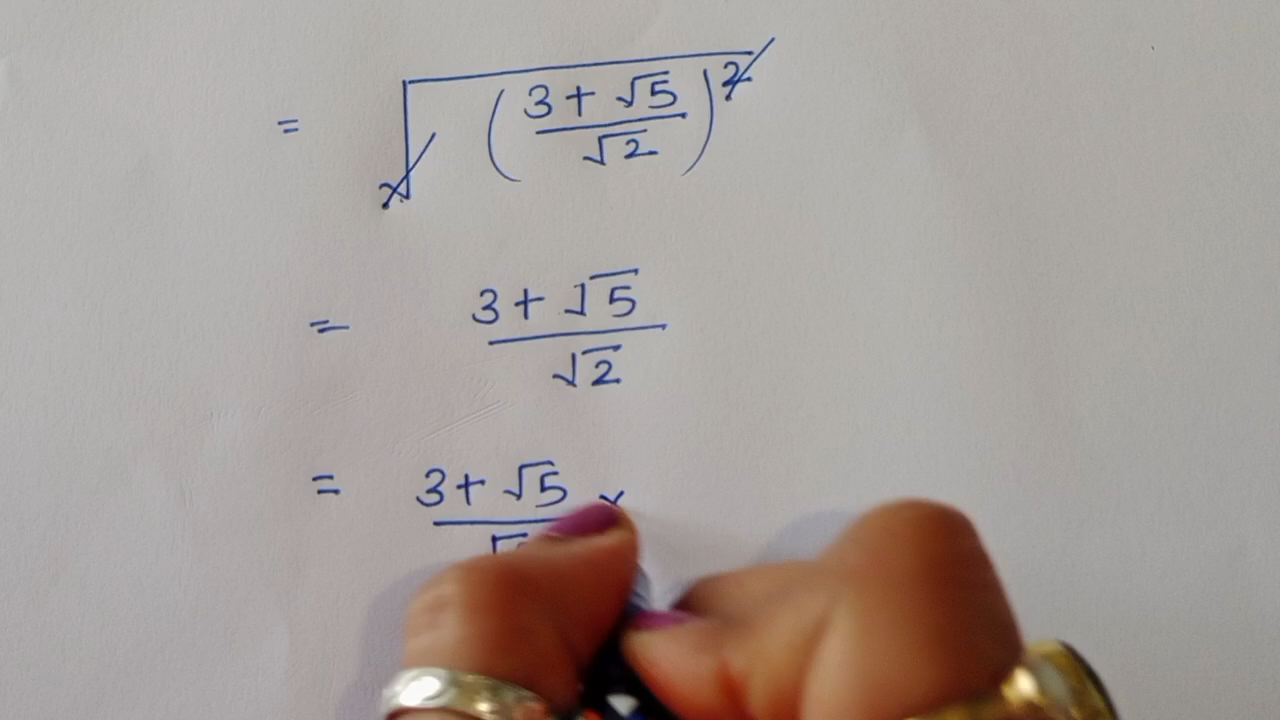 = √((3 + √5)/√2)²
= (3 + √5)/√2
= 3 + √5 ×